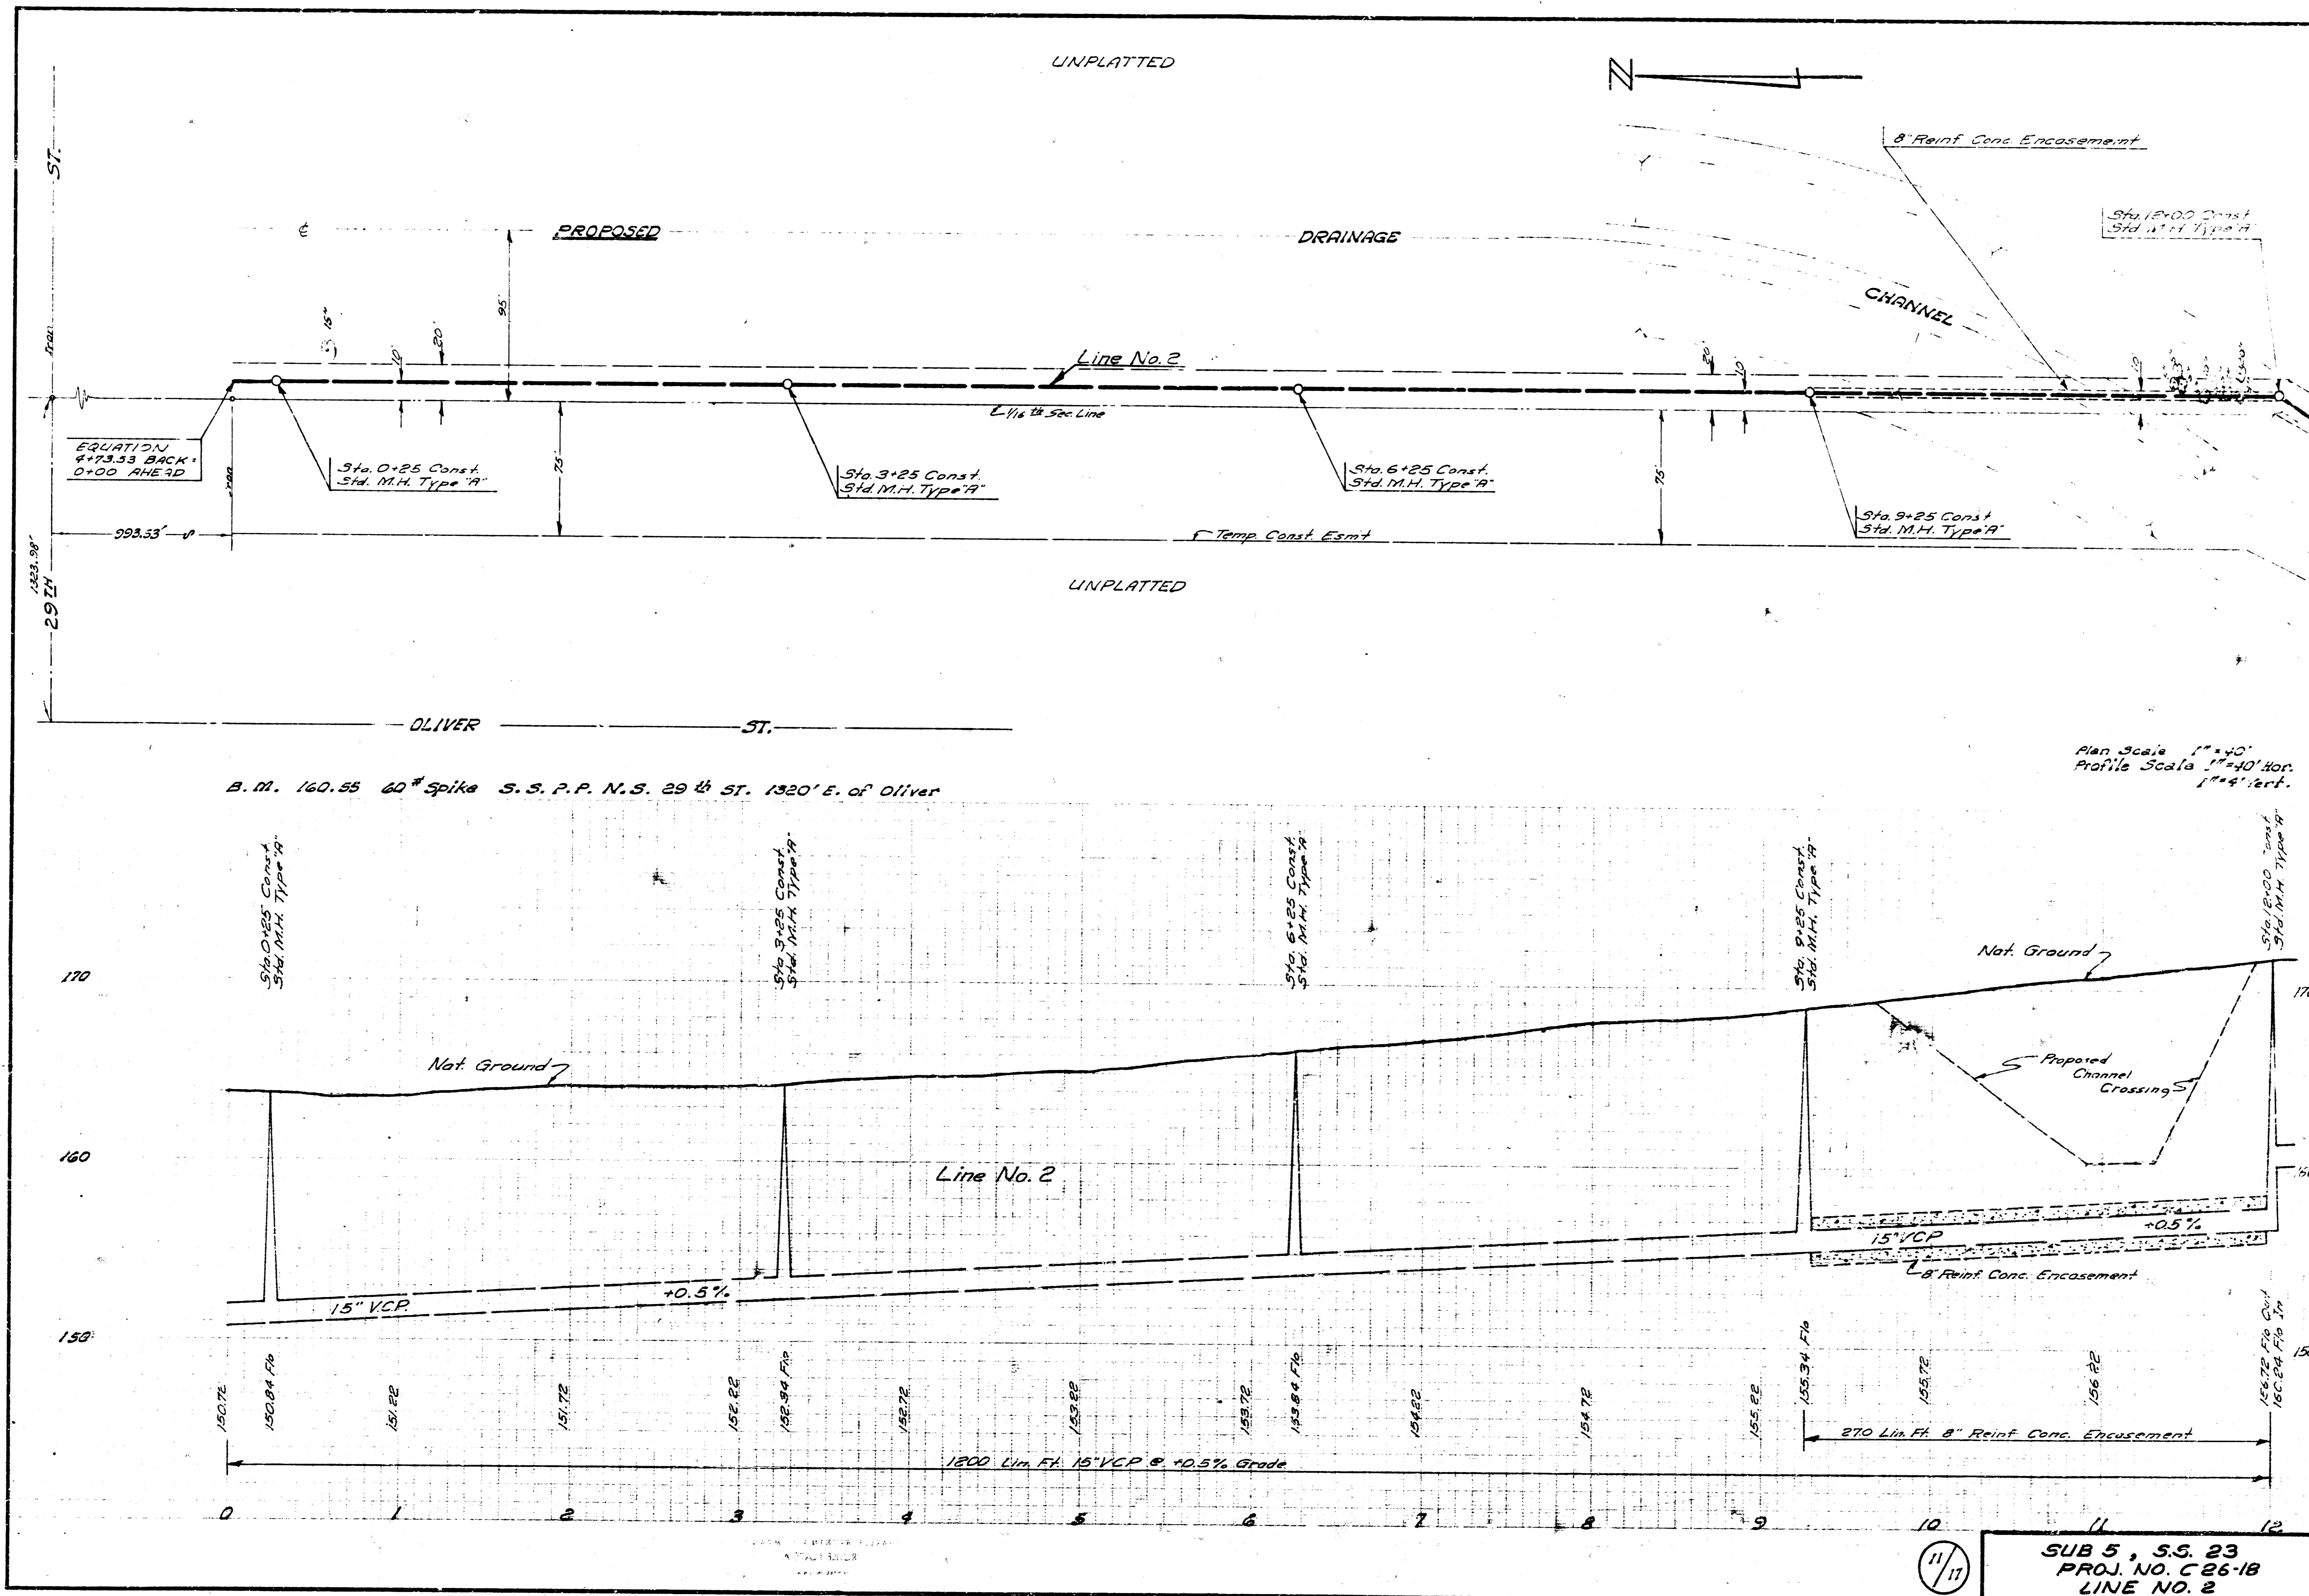 UNPLATTED
N
8" Reinf Conc. Encasement
Sta. 12+00 Const.
Std M.H. Type "A"
ST.
₵
PROPOSED
DRAINAGE
CHANNEL
95'
15"
10'
20'
Line No. 2
20'
10'
10'
₵ 1/16 th Sec. Line
EQUATION
4+73.53 BACK =
0+00 AHEAD
Sta. 0+25 Const.
Std. M.H. Type "A"
75'
Sta. 3+25 Const.
Std. M.H. Type "A"
Sta. 6+25 Const.
Std. M.H. Type "A"
75'
Sta. 9+25 Const
Std. M.H. Type "A"
993.53'
Temp. Const. Esmt
1323.98'
29TH
UNPLATTED
OLIVER ST.
Plan Scale 1"=40'
Profile Scale 1"=40' Hor.
1"=4' Vert.
B.M. 160.55 60# Spike S.S. P.P. N.S. 29 th ST. 1320' E. of Oliver
Sta. 0+25 Const.
Std. M.H. Type "A"
Sta. 3+25 Const.
Std. M.H. Type "A"
Sta. 6+25 Const.
Std. M.H. Type "A"
Sta. 9+25 Const.
Std. M.H. Type "A"
Sta. 12+00 Const.
Std. M.H. Type "A"
170
Nat. Ground
Nat. Ground
Proposed
Channel
Crossing
160
Line No. 2
+0.5%
15" VCP
8" Reinf. Conc. Encasement
15" V.C.P.
+0.5%
150
150.72
150.84 Flo
151.22
151.72
152.22
152.34 Flo
152.72
153.22
153.72
153.84 Flo
154.22
154.72
155.22
155.34 Flo
155.72
156.22
156.72 Flo Out
160.24 Flo In
270 Lin. Ft. 8" Reinf Conc. Encasement
1200 Lin. Ft. 15" VCP @ +0.5% Grade
0 1 2 3 4 5 6 7 8 9 10 11 12
11/17
SUB 5, S.S. 23
PROJ. NO. C 26-18
LINE NO. 2